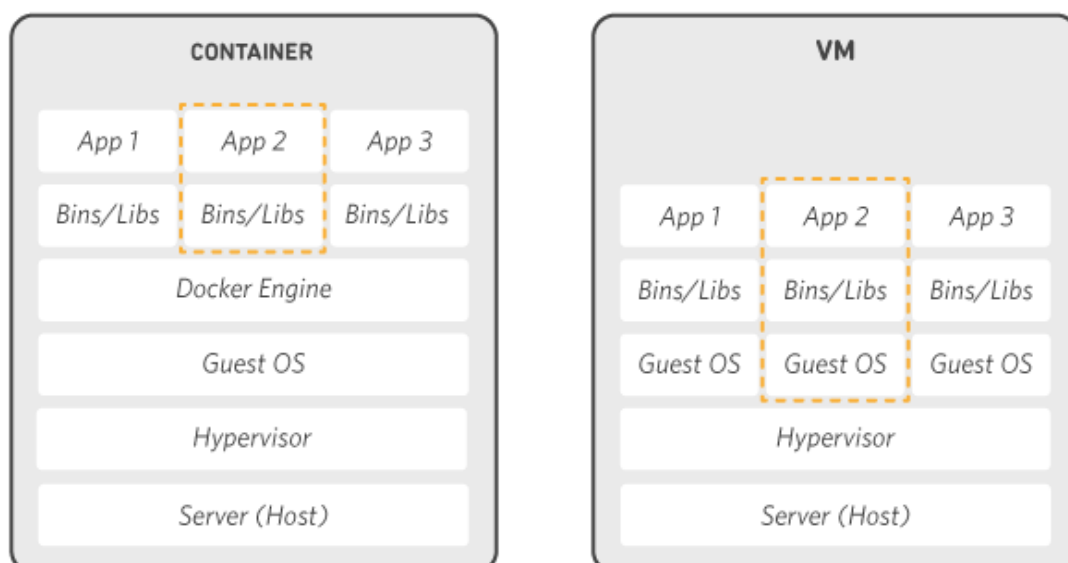 CONTAINER
App 1 App 2 App 3
Bins/Libs Bins/Libs Bins/Libs
Docker Engine
Guest OS
Hypervisor
Server (Host)
VM
App 1 App 2 App 3
Bins/Libs Bins/Libs Bins/Libs
Guest OS Guest OS Guest OS
Hypervisor
Server (Host)